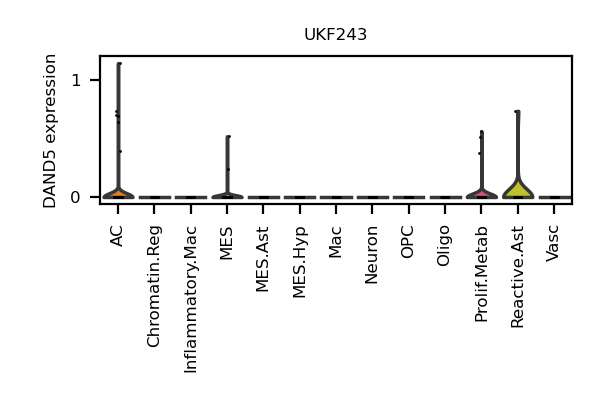 UKF243
DAND5 expression
1
0
AC
Chromatin.Reg
Inflammatory.Mac
MES
MES.Ast
MES.Hyp
Mac
Neuron
OPC
Oligo
Prolif.Metab
Reactive.Ast
Vasc